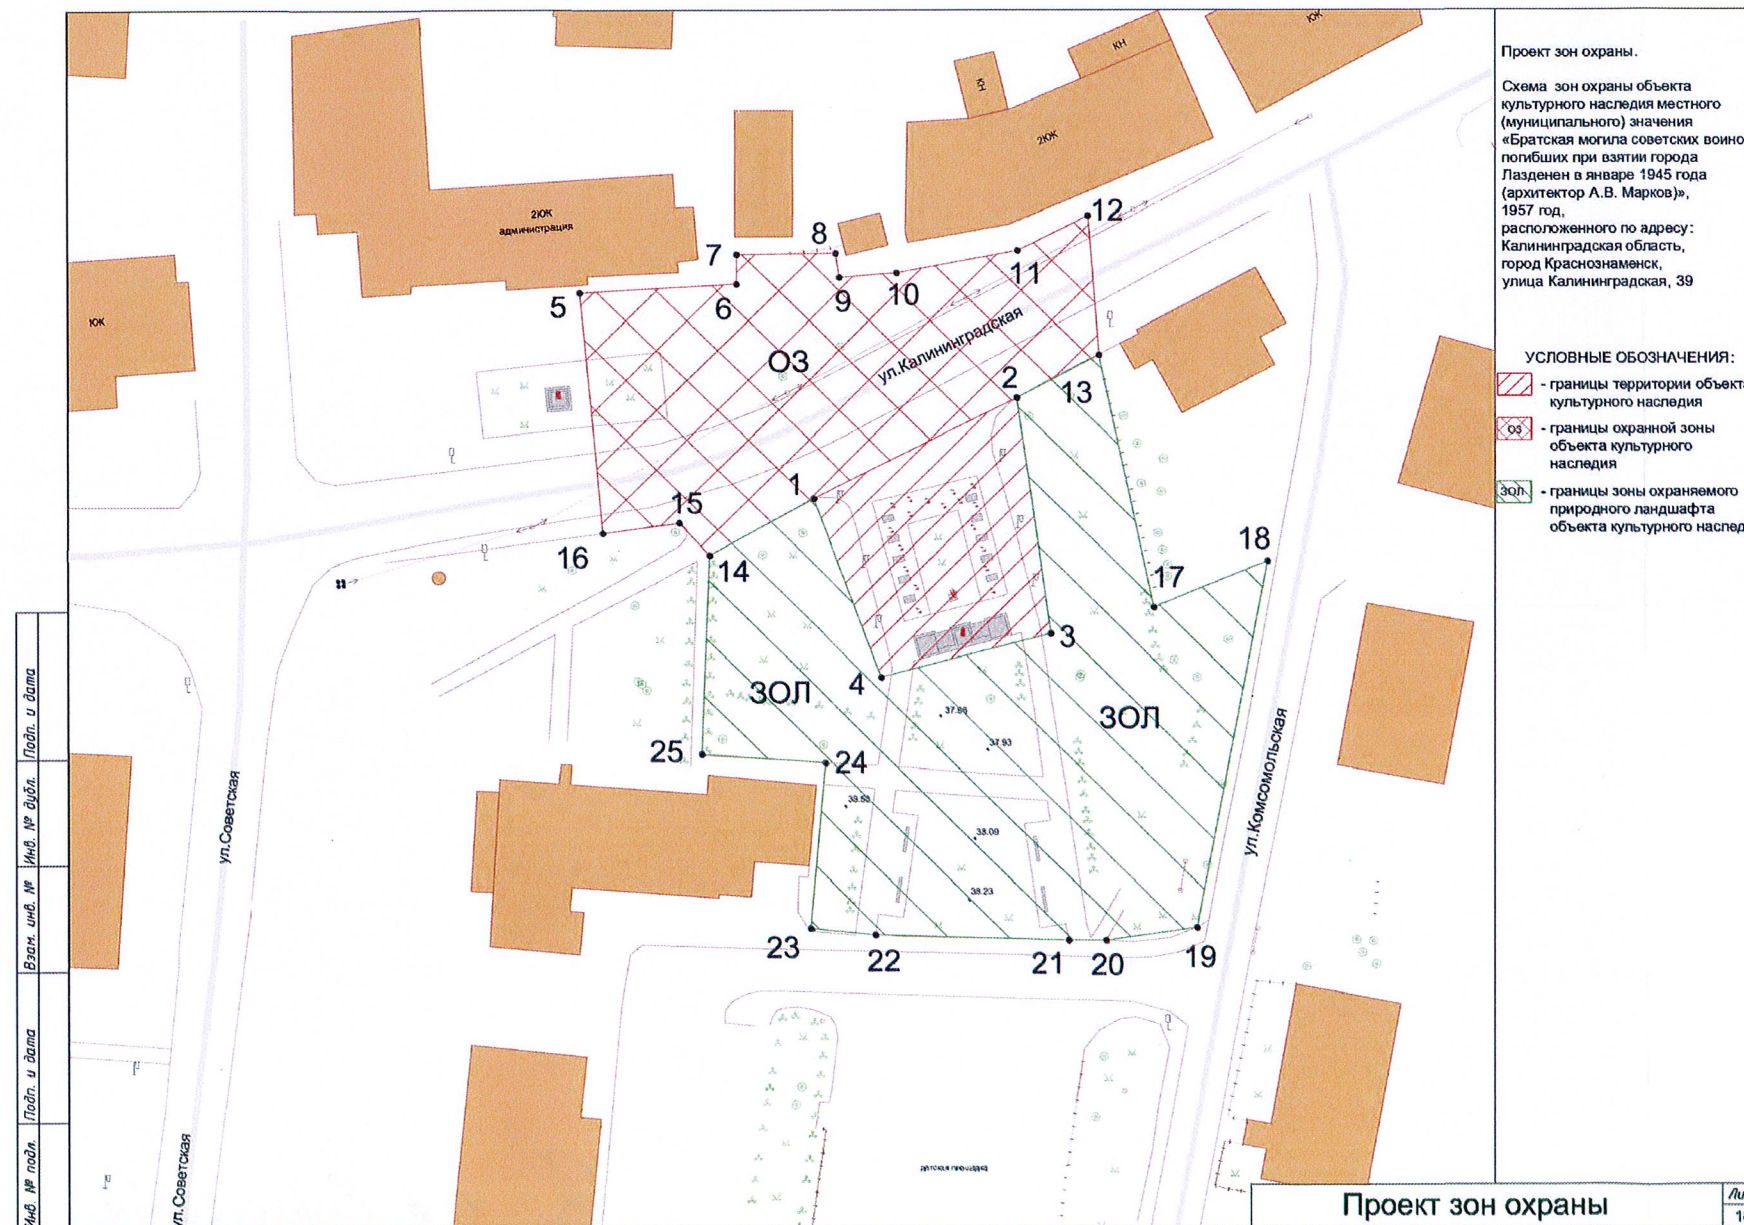 Проект зон охраны.
Схема зон охраны объекта
культурного наследия местного
(муниципального) значения
«Братская могила советских воино
погибших при взятии города
Лазденен в январе 1945 года
(архитектор А.В. Марков)»,
1957 год,
расположенного по адресу:
Калининградская область,
город Краснознаменск,
улица Калининградская, 39
УСЛОВНЫЕ ОБОЗНАЧЕНИЯ:
- границы территории объекта
культурного наследия
ОЗ
- границы охранной зоны
объекта культурного
наследия
ЗОЛ
- границы зоны охраняемого
природного ландшафта
объекта культурного наслед
КЖ
КН
КН
2КЖ
2КЖ
администрация
КЖ
12
8
7
11
5
6
9
10
ОЗ
ул.Калининградская
2
13
1
15
16
14
18
17
3
4
ЗОЛ
ЗОЛ
37.93
25
24
38.09
38.23
23
22
21
20
19
ул.Советская
ул.Комсомольская
ул.Советская
детская площадка
Подп. и дата
Инв. № дубл.
Взам. инв. №
Подп. и дата
Инв. № подл.
Проект зон охраны